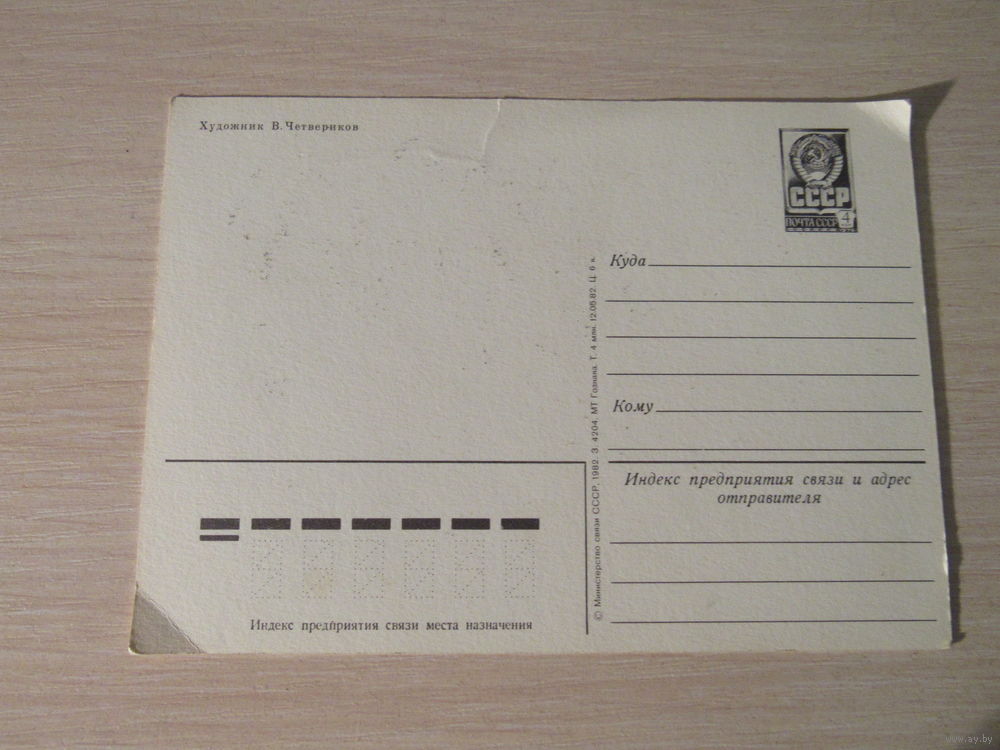 Художник В. Четвериков
СССР
ПОЧТА СССР 4
Куда
Кому
© Министерство связи СССР, 1982. З. 4204. МТ Гознака. Т. 4 млн. 12.05.82. Ц. 6 к.
Индекс предприятия связи и адрес
отправителя
Индекс предприятия связи места назначения
www.ay.by